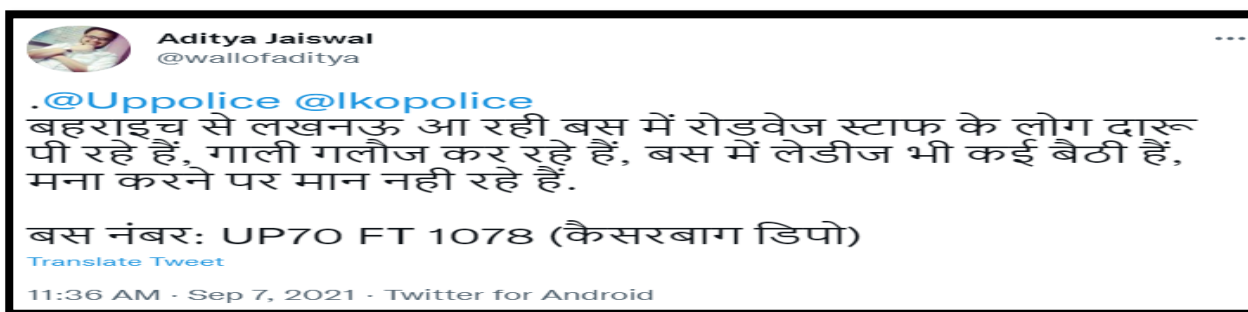 Aditya Jaiswal
@wallofaditya
.@Uppolice @lkopolice
बहराइच से लखनऊ आ रही बस में रोडवेज स्टाफ के लोग दारू
पी रहे हैं, गाली गलौज कर रहे हैं, बस में लेडीज भी कई बैठी हैं,
मना करने पर मान नही रहे हैं.
बस नंबर: UP70 FT 1078 (कैसरबाग डिपो)
Translate Tweet
11:36 AM · Sep 7, 2021 · Twitter for Android